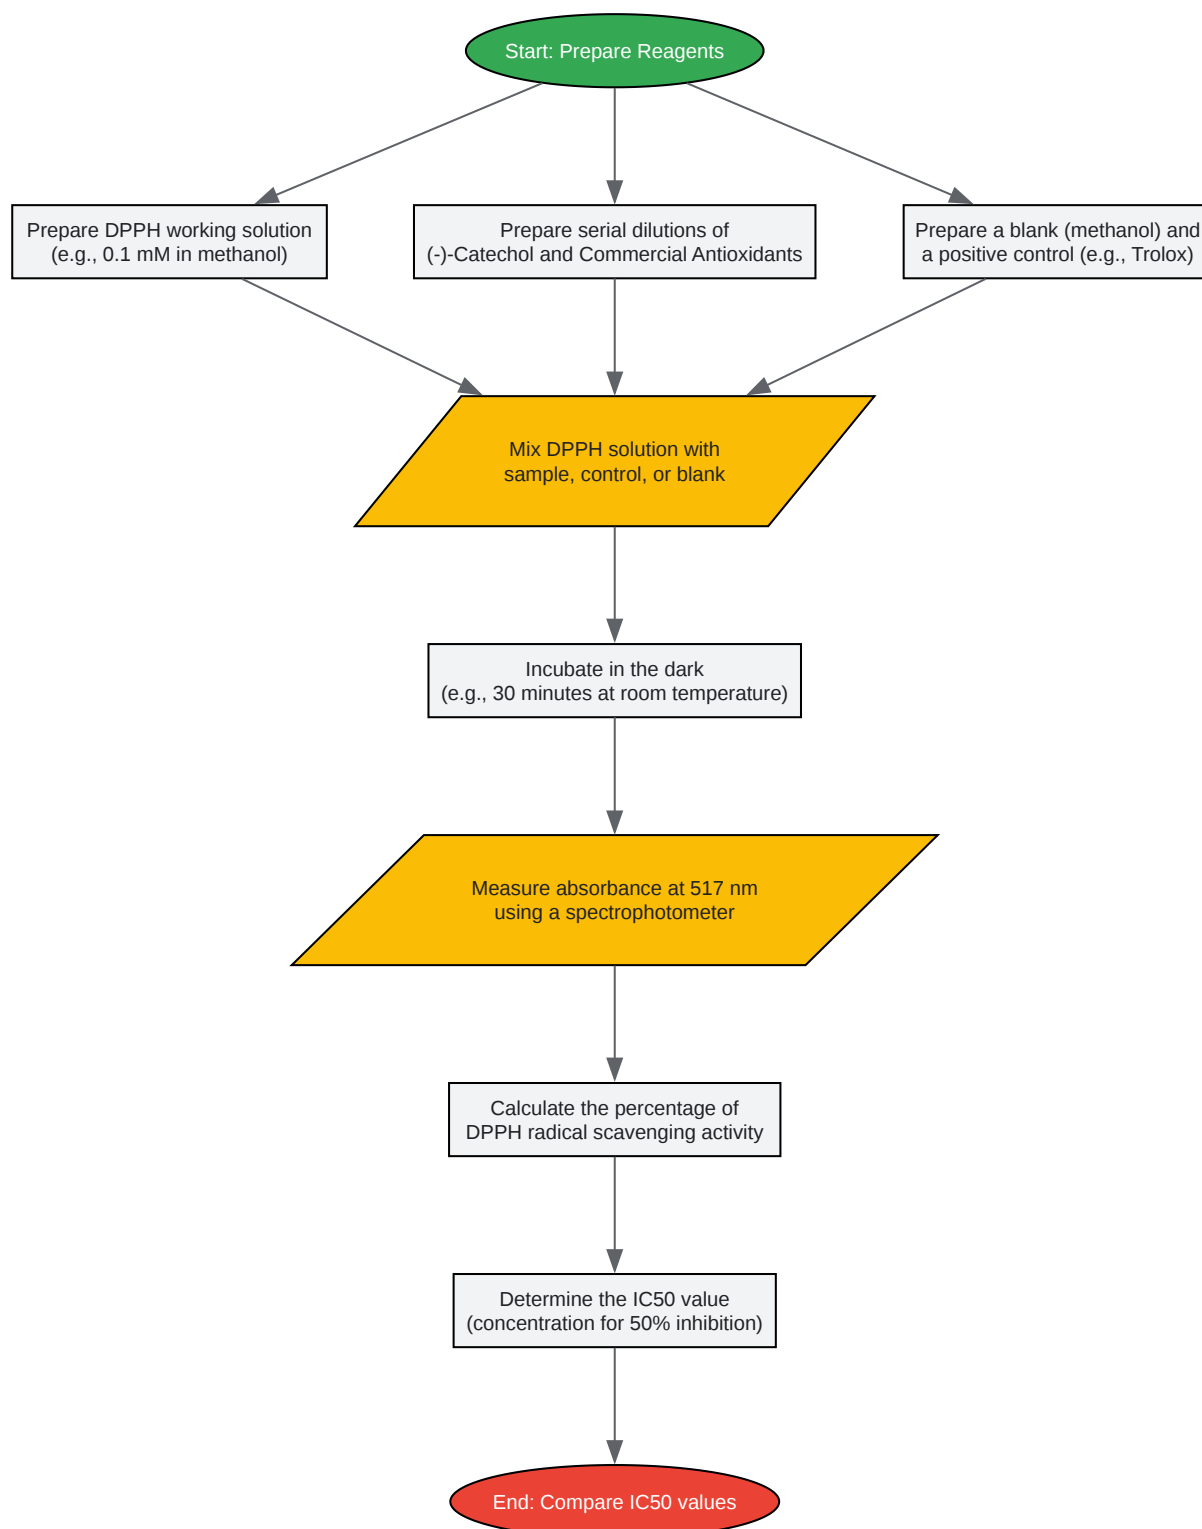 Start: Prepare Reagents
Prepare DPPH working solution
(e.g., 0.1 mM in methanol)
Prepare serial dilutions of
(-)-Catechol and Commercial Antioxidants
Prepare a blank (methanol) and
a positive control (e.g., Trolox)
Mix DPPH solution with
sample, control, or blank
Incubate in the dark
(e.g., 30 minutes at room temperature)
Measure absorbance at 517 nm
using a spectrophotometer
Calculate the percentage of
DPPH radical scavenging activity
Determine the IC50 value
(concentration for 50% inhibition)
End: Compare IC50 values